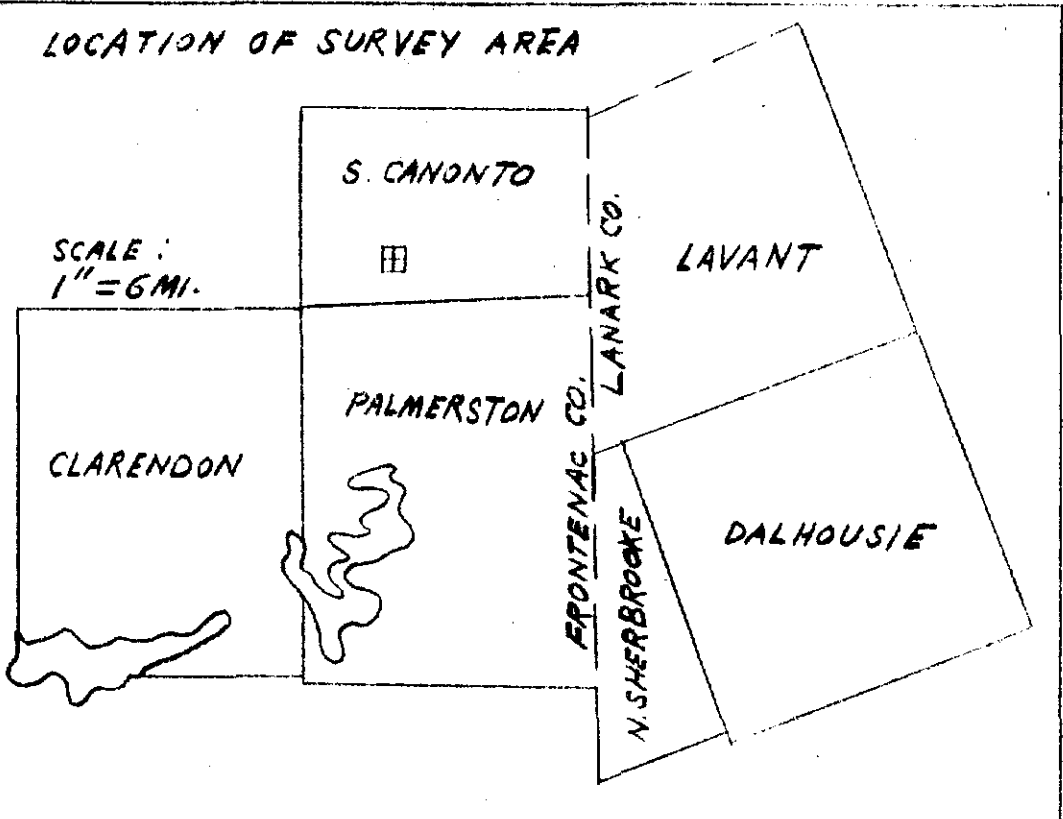 LOCATION OF SURVEY AREA
S. CANONTO
SCALE :
1" = 6 MI.
LAVANT
LANARK CO.
PALMERSTON
FRONTENAC CO.
CLARENDON
N. SHERBROOKE
DALHOUSIE